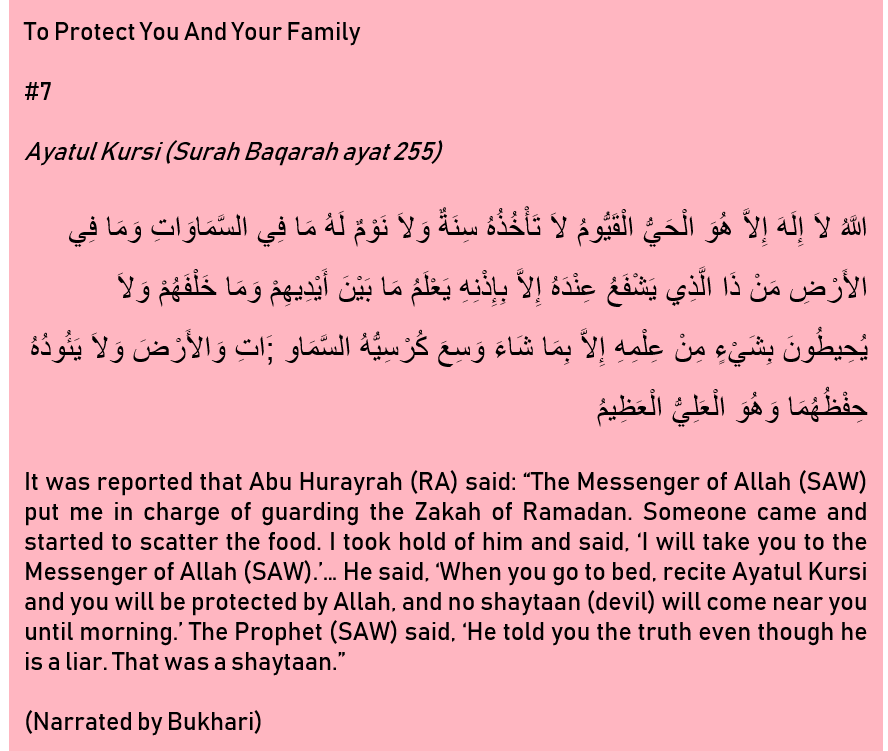 To Protect You And Your Family
#7
Ayatul Kursi (Surah Baqarah ayat 255)
اللَّهُ لاَ إِلَهَ إِلاَّ هُوَ الْحَيُّ الْقَيُّومُ لاَ تَأْخُذُهُ سِنَةٌ وَلاَ نَوْمٌ لَهُ مَا فِي السَّمَاوَاتِ وَمَا فِي
الأَرْضِ مَنْ ذَا الَّذِي يَشْفَعُ عِنْدَهُ إِلاَّ بِإِذْنِهِ يَعْلَمُ مَا بَيْنَ أَيْدِيهِمْ وَمَا خَلْفَهُمْ وَلاَ
يُحِيطُونَ بِشَيْءٍ مِنْ عِلْمِهِ إِلاَّ بِمَا شَاءَ وَسِعَ كُرْسِيُّهُ السَّمَاو ;َاتِ وَالأَرْضَ وَلاَ يَئُودُهُ
حِفْظُهُمَا وَهُوَ الْعَلِيُّ الْعَظِيمُ
It was reported that Abu Hurayrah (RA) said: “The Messenger of Allah (SAW)
put me in charge of guarding the Zakah of Ramadan. Someone came and
started to scatter the food. I took hold of him and said, ‘I will take you to the
Messenger of Allah (SAW).’… He said, ‘When you go to bed, recite Ayatul Kursi
and you will be protected by Allah, and no shaytaan (devil) will come near you
until morning.’ The Prophet (SAW) said, ‘He told you the truth even though he
is a liar. That was a shaytaan.”
(Narrated by Bukhari)